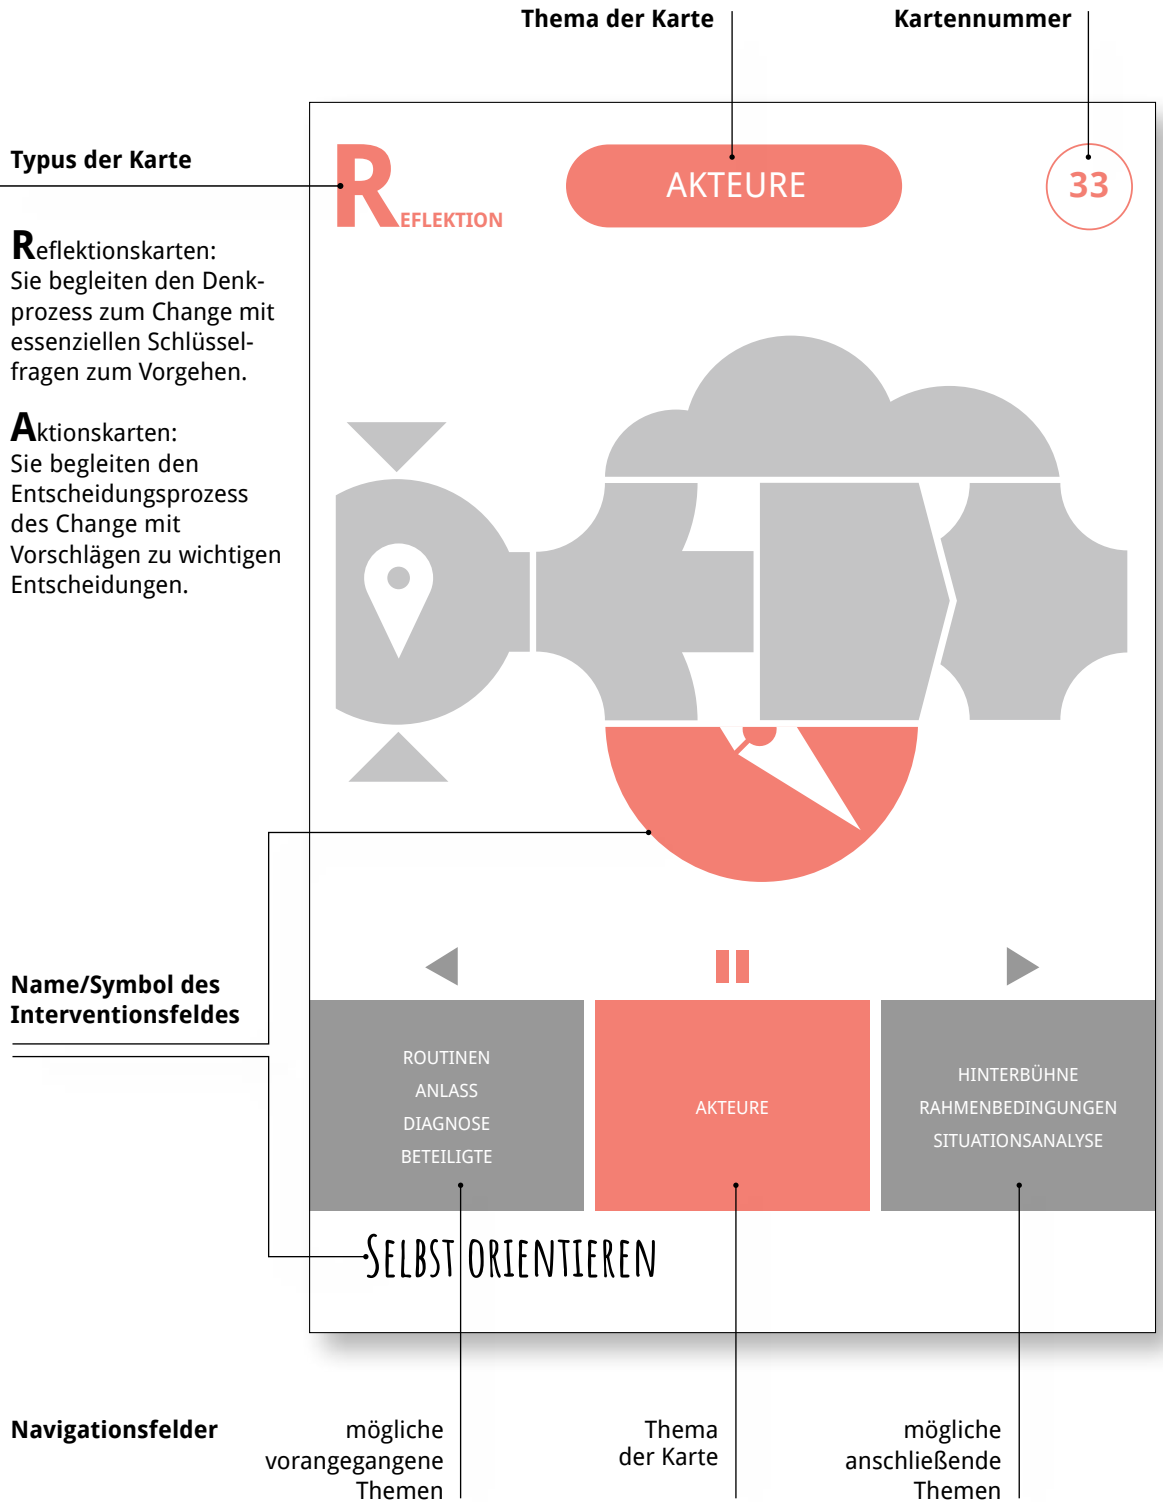 Thema der Karte
Kartennummer
Typus der Karte
REFLEKTION
AKTEURE
33
Reflektionskarten:
Sie begleiten den Denk-
prozess zum Change mit
essenziellen Schlüssel-
fragen zum Vorgehen.
Aktionskarten:
Sie begleiten den
Entscheidungsprozess
des Change mit
Vorschlägen zu wichtigen
Entscheidungen.
Name/Symbol des
Interventionsfeldes
ROUTINEN
ANLASS
DIAGNOSE
BETEILIGTE
AKTEURE
HINTERBÜHNE
RAHMENBEDINGUNGEN
SITUATIONSANALYSE
SELBST ORIENTIEREN
Navigationsfelder
mögliche
vorangegangene
Themen
Thema
der Karte
mögliche
anschließende
Themen